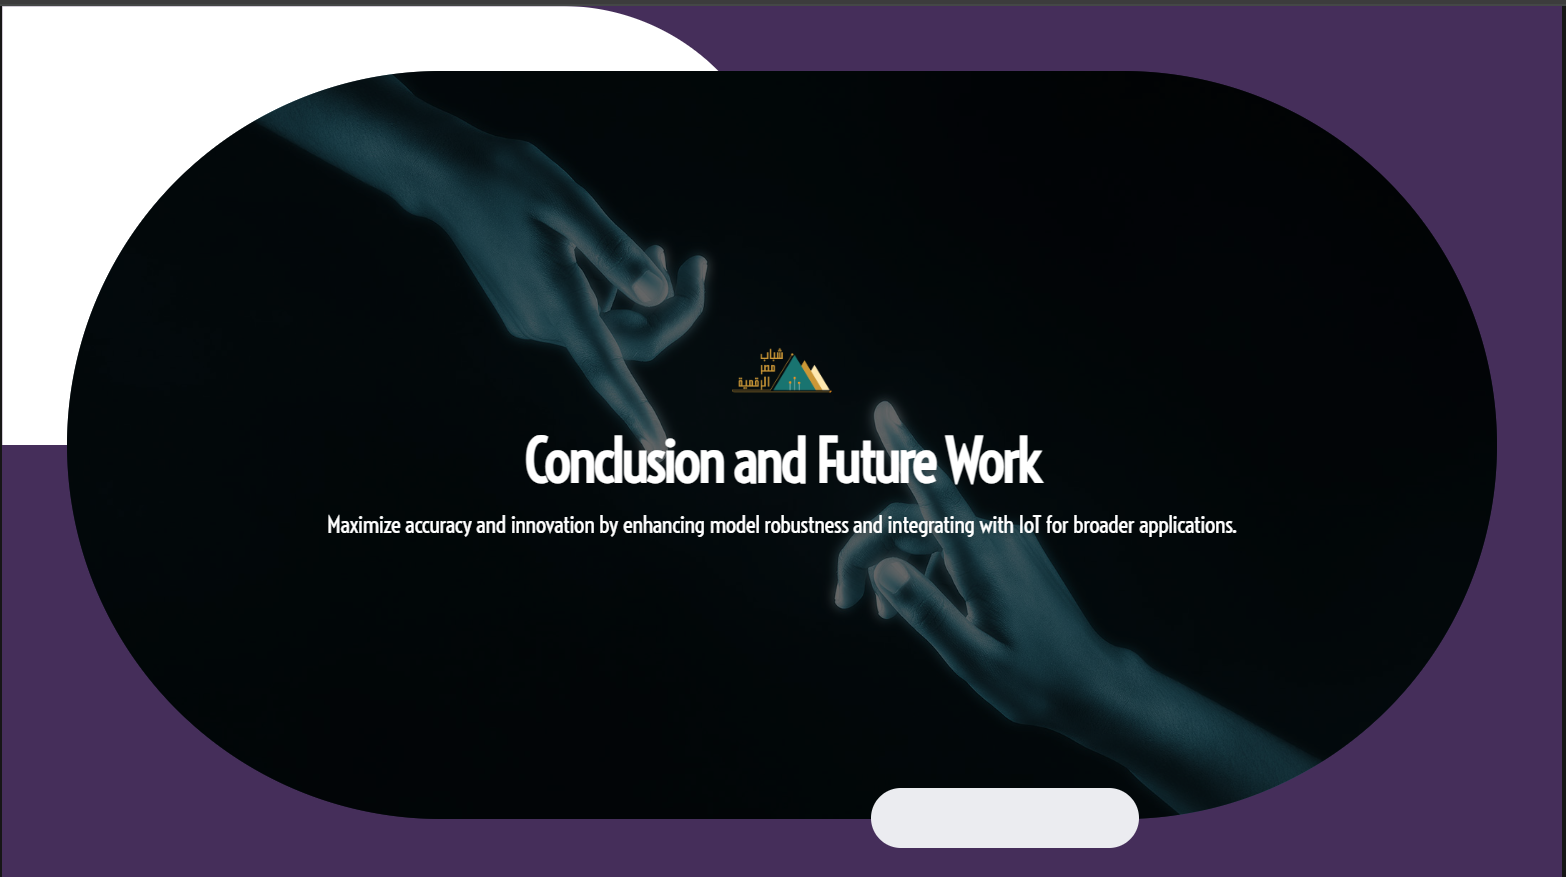 شباب
مصر
الرقمية
Conclusion and Future Work
Maximize accuracy and innovation by enhancing model robustness and integrating with IoT for broader applications.